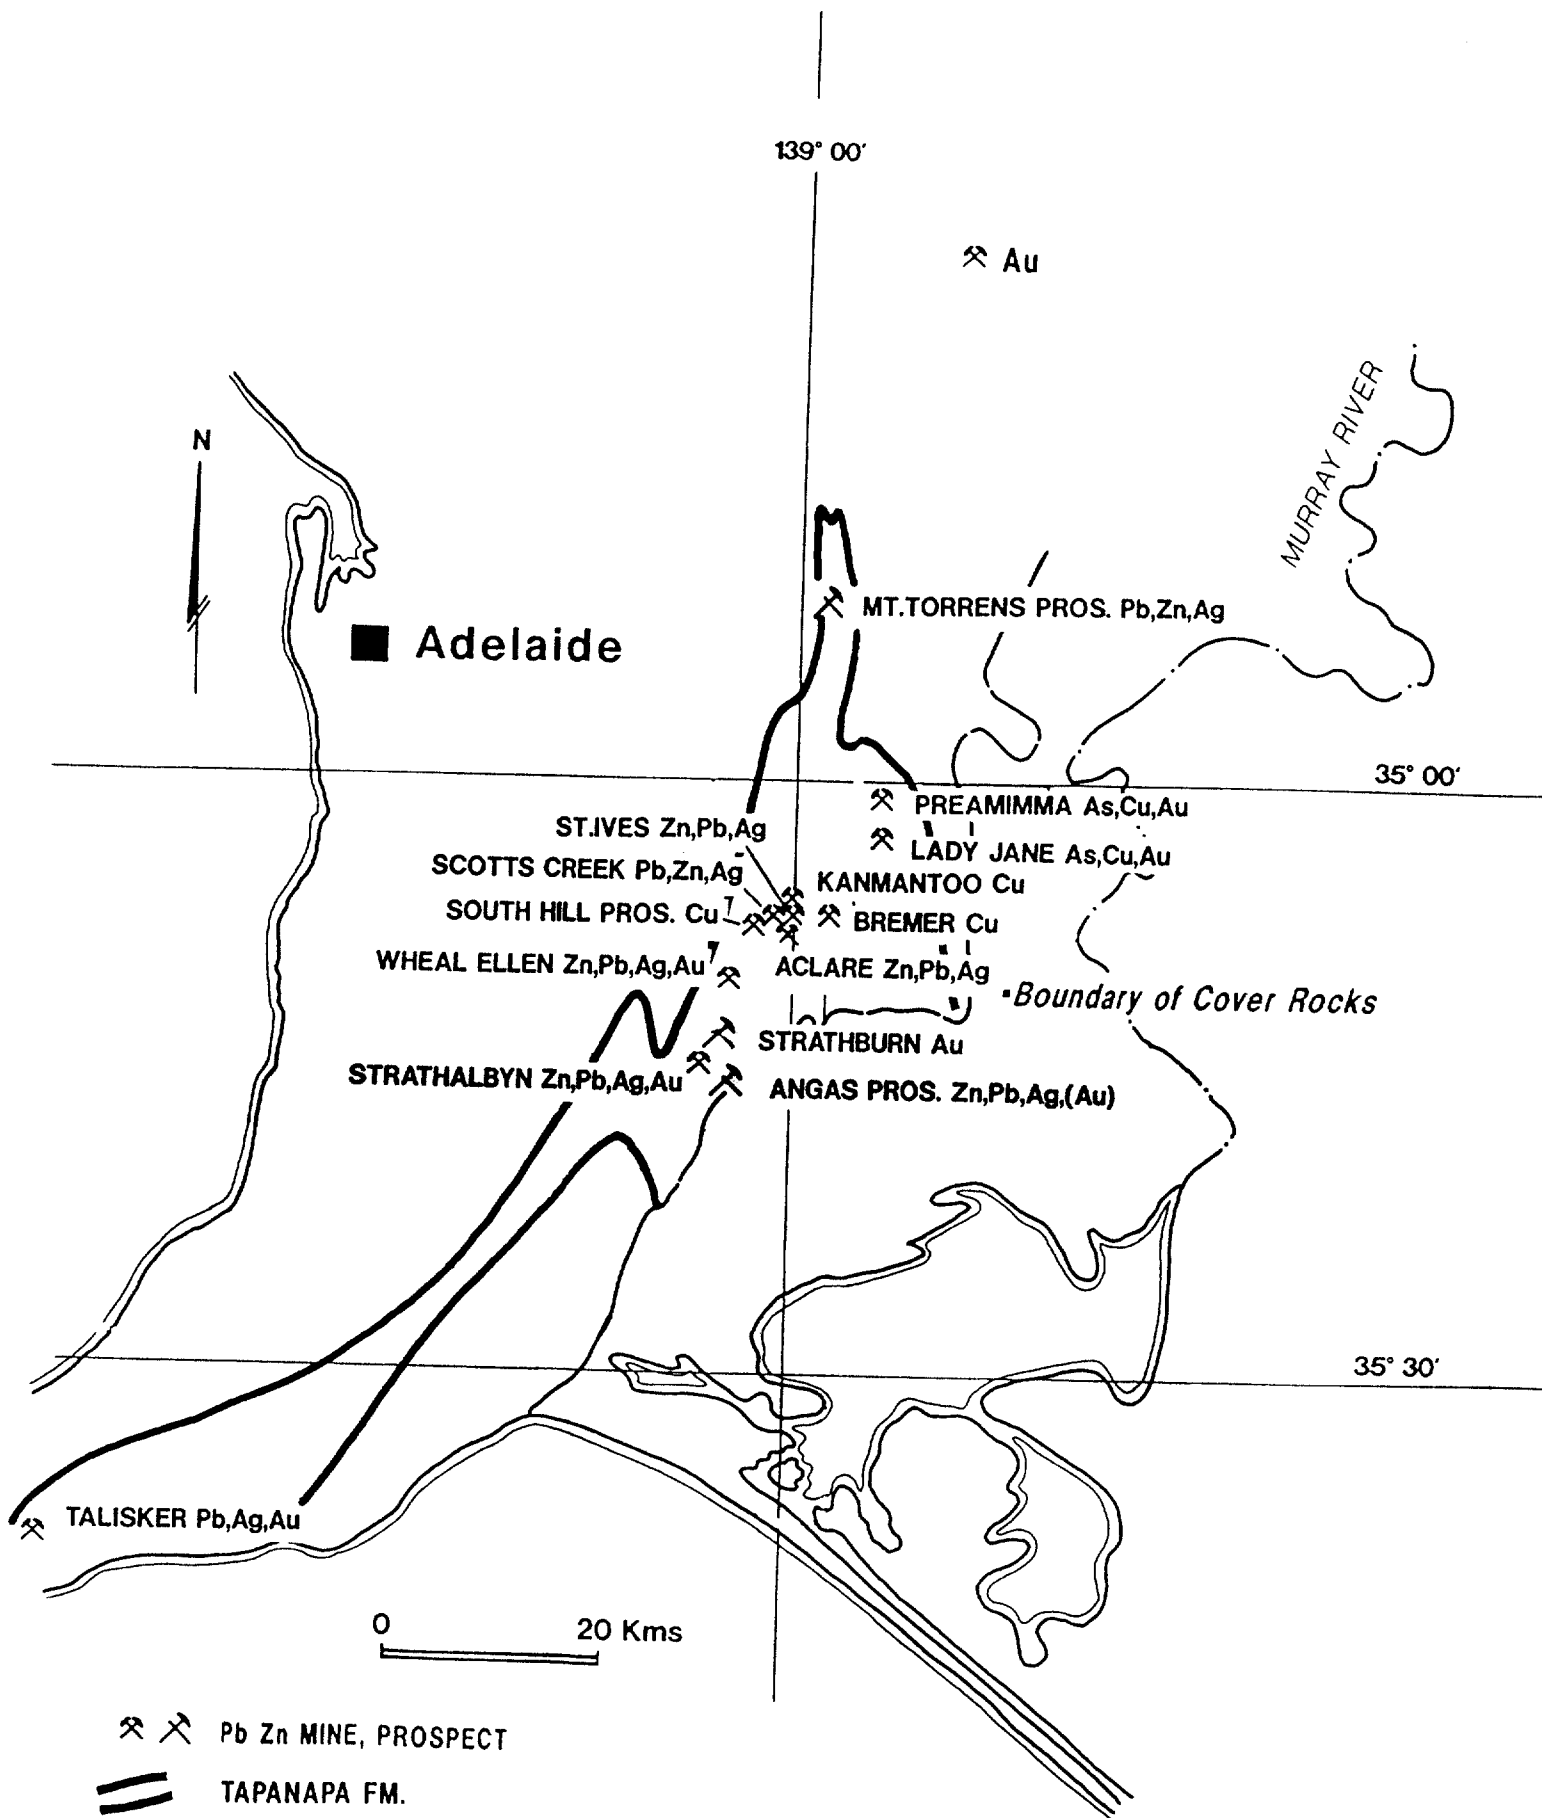 139° 00'
Au
MURRAY RIVER
N
MT.TORRENS PROS. Pb,Zn,Ag
Adelaide
35° 00'
PREAMIMMA As,Cu,Au
ST.IVES Zn,Pb,Ag
LADY JANE As,Cu,Au
SCOTTS CREEK Pb,Zn,Ag
KANMANTOO Cu
SOUTH HILL PROS. Cu
BREMER Cu
WHEAL ELLEN Zn,Pb,Ag,Au
ACLARE Zn,Pb,Ag
Boundary of Cover Rocks
STRATHBURN Au
STRATHALBYN Zn,Pb,Ag,Au
ANGAS PROS. Zn,Pb,Ag,(Au)
35° 30'
TALISKER Pb,Ag,Au
0 20 Kms
Pb Zn MINE, PROSPECT
TAPANAPA FM.